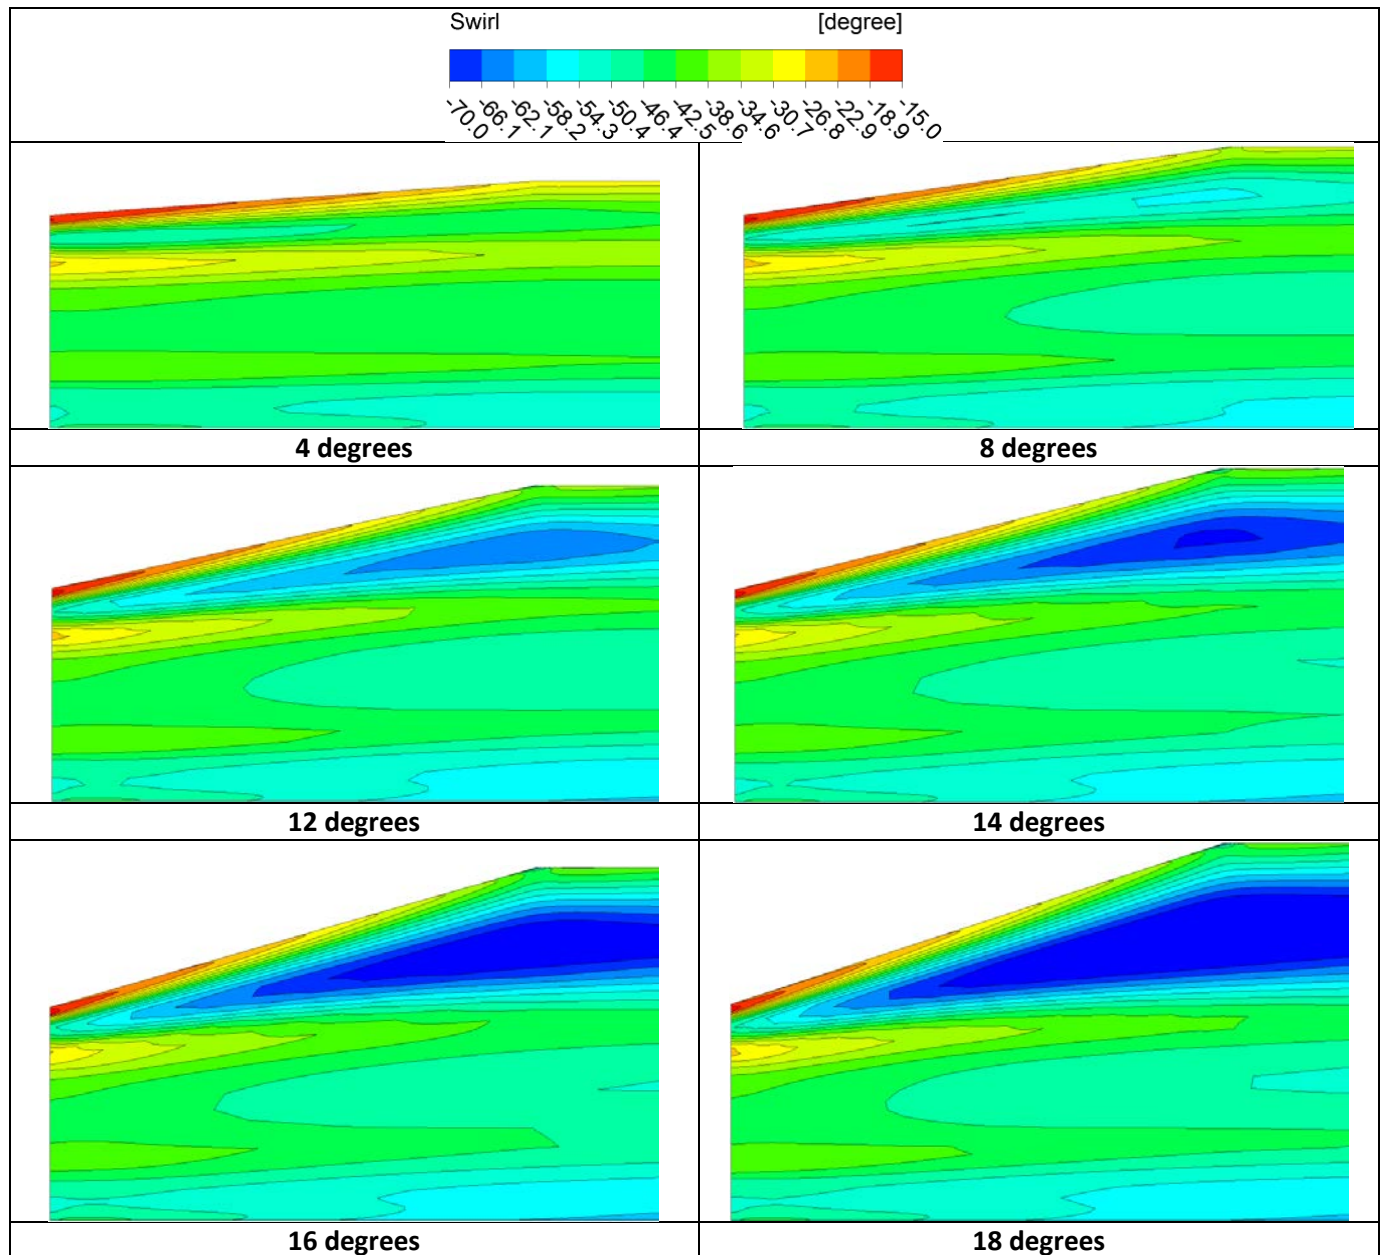 Swirl [degree]
-70.0 -66.1 -62.1 -58.2 -54.3 -50.4 -46.4 -42.5 -38.6 -34.6 -30.7 -26.8 -22.9 -18.9 -15.0
4 degrees 8 degrees
12 degrees 14 degrees
16 degrees 18 degrees